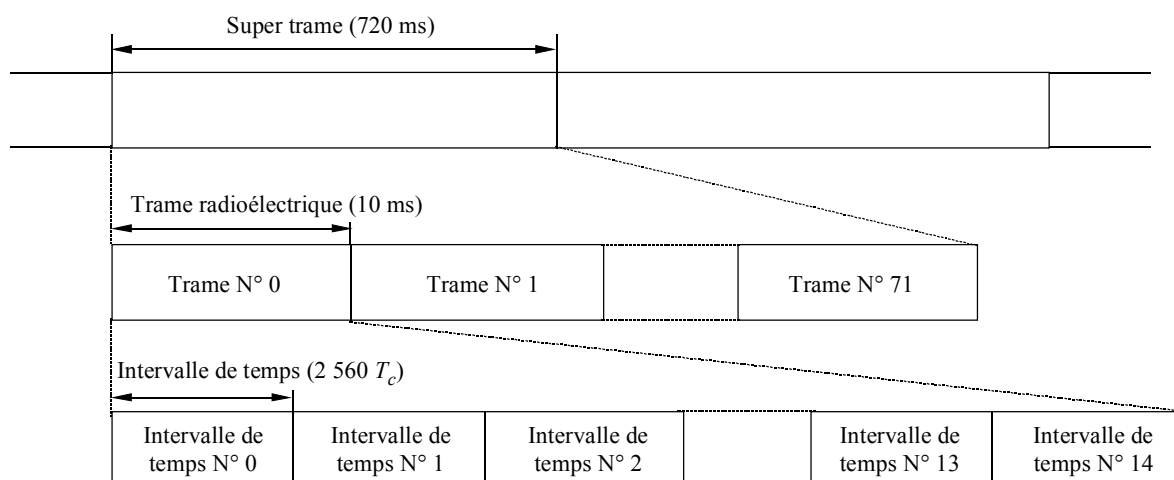 Super trame (720 ms)
Trame radioélectrique (10 ms)
Trame N° 0
Trame N° 1
Trame N° 71
Intervalle de temps (2 560 Tc)
Intervalle de
temps N° 0
Intervalle de
temps N° 1
Intervalle de
temps N° 2
Intervalle de
temps N° 13
Intervalle de
temps N° 14